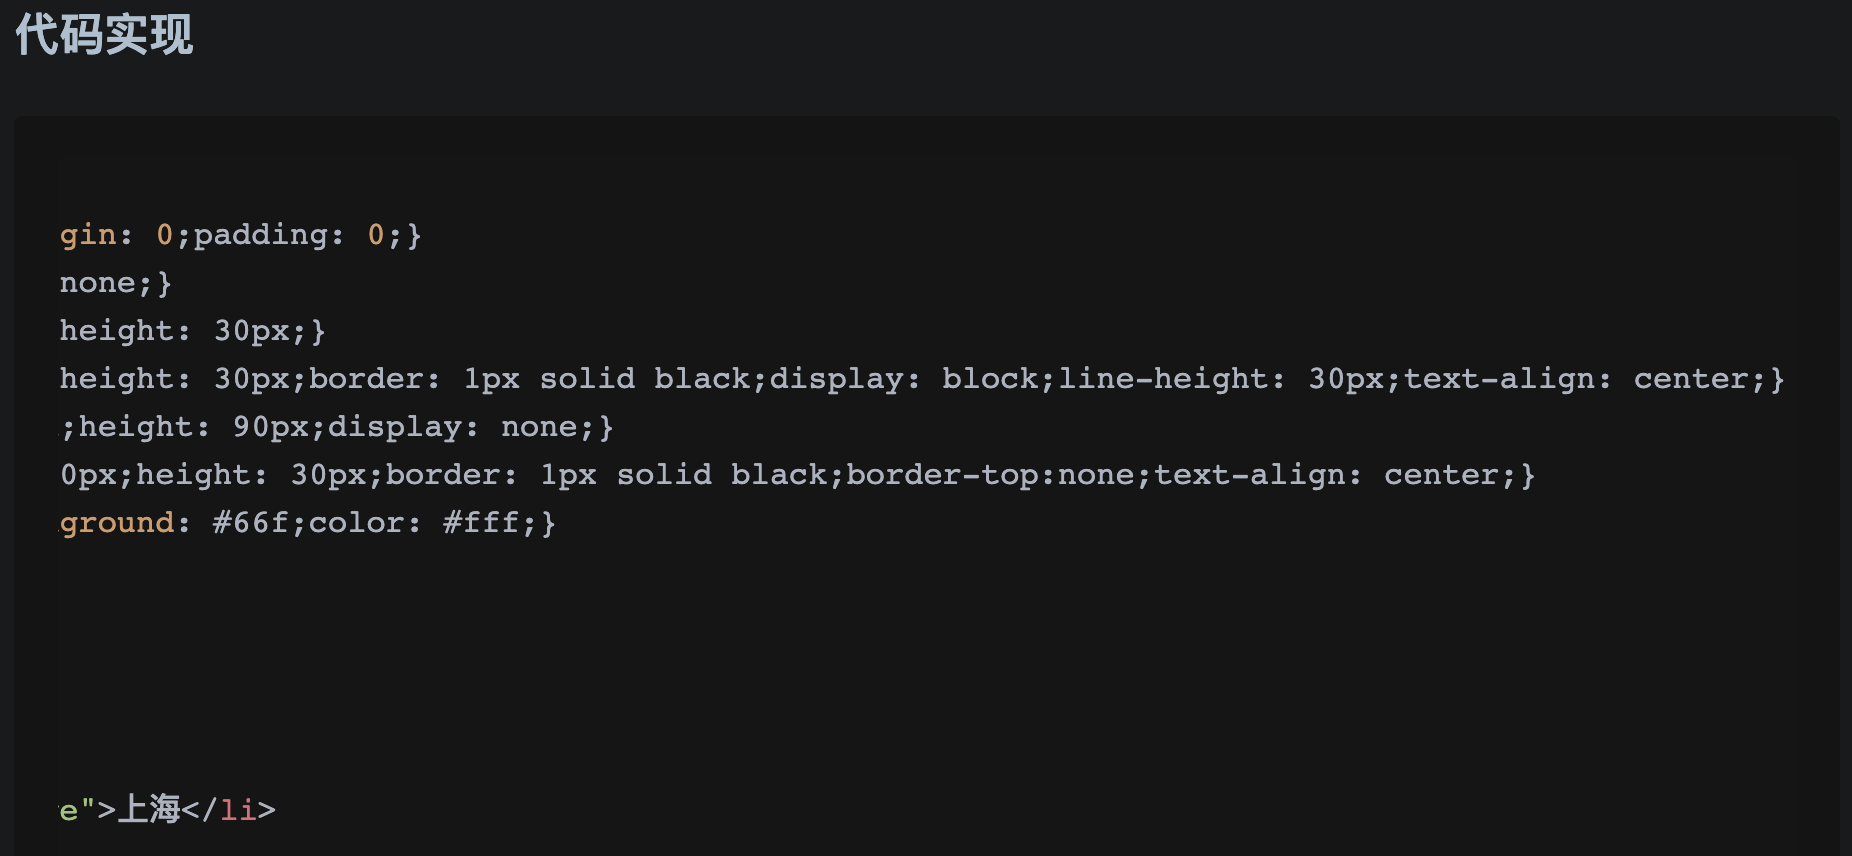 代码实现
gin: 0;padding: 0;}
none;}
height: 30px;}
height: 30px;border: 1px solid black;display: block;line-height: 30px;text-align: center;}
;height: 90px;display: none;}
0px;height: 30px;border: 1px solid black;border-top:none;text-align: center;}
ground: #66f;color: #fff;}
e">上海</li>